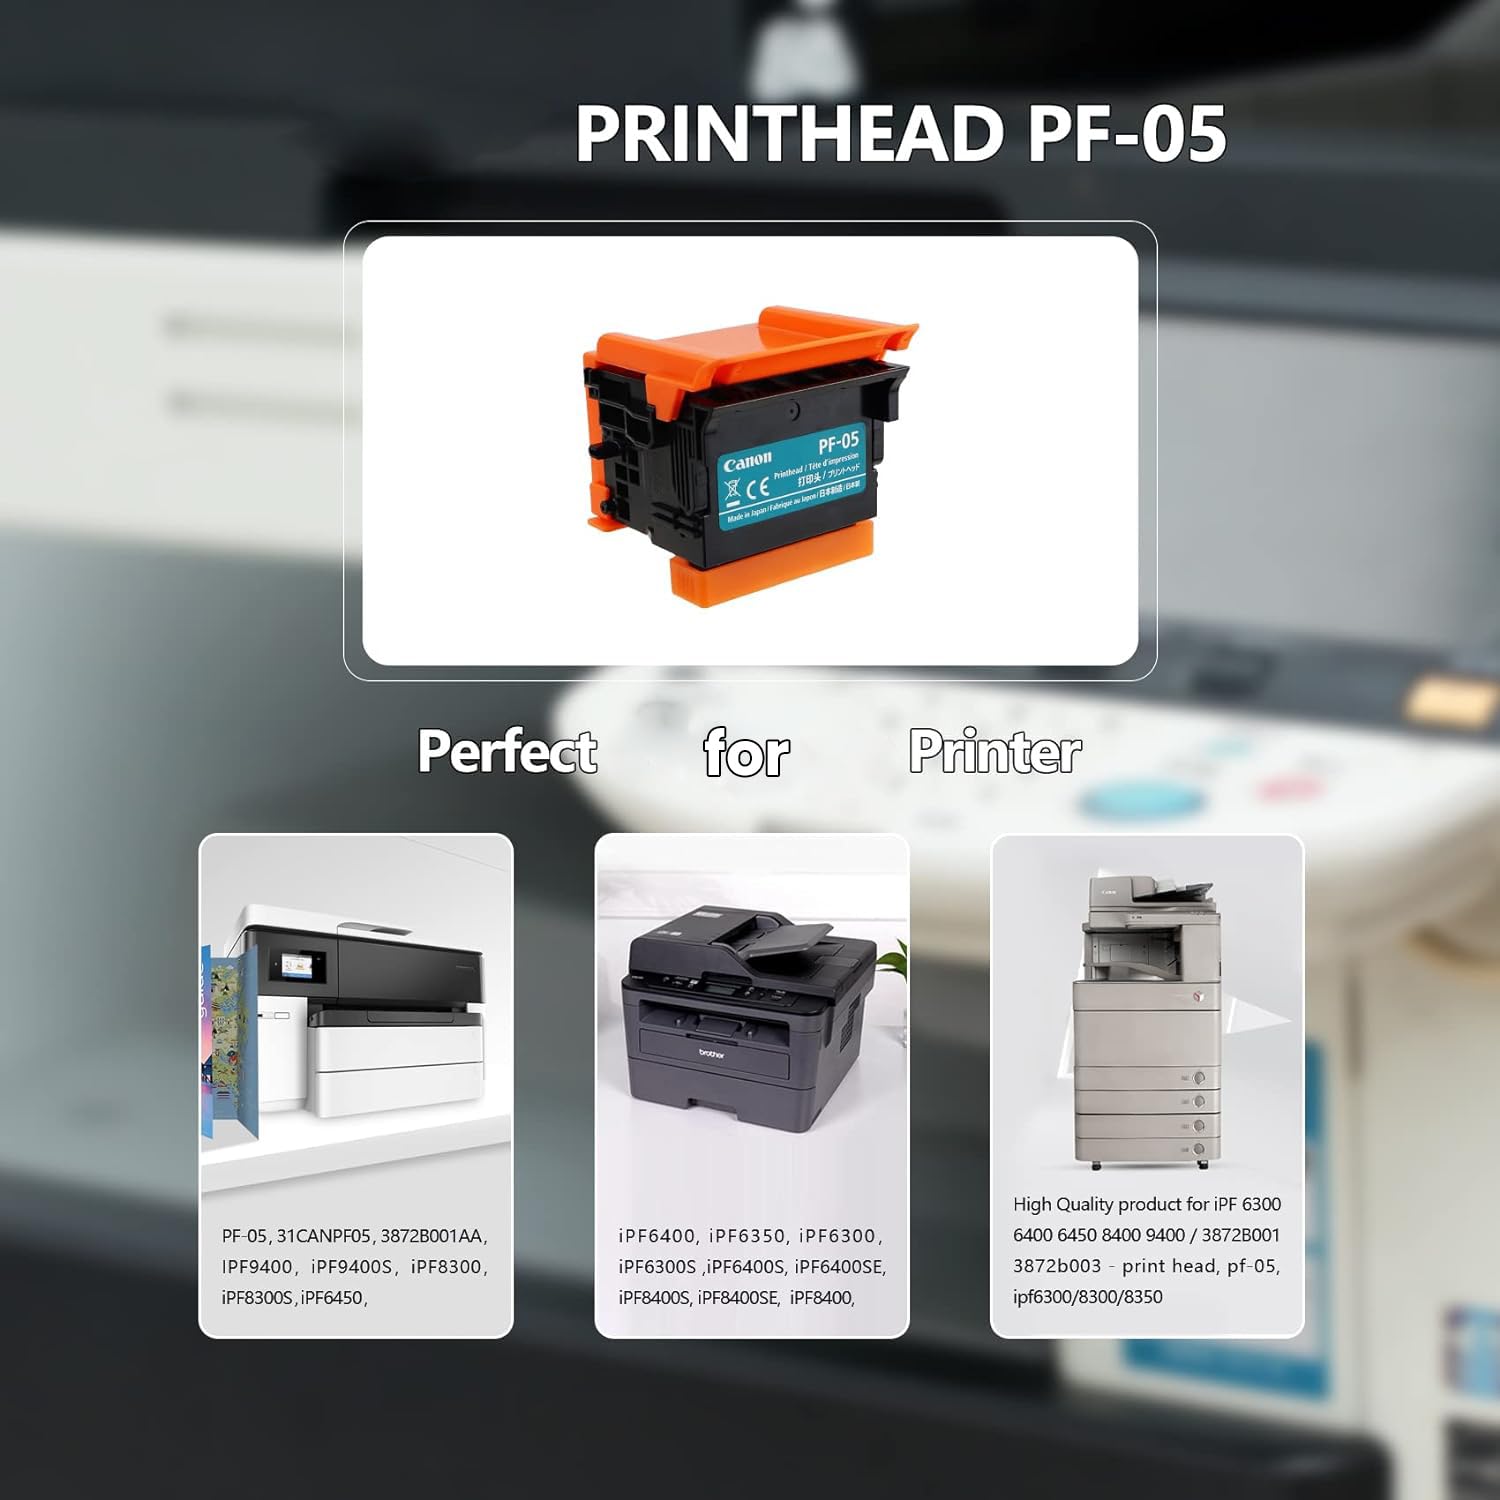 PRINTHEAD PF-05
Canon
PF-05
Printhead / Tête d'impression
打印头 / プリントヘッド
CE
Made in Japan / Fabriqué au Japon / 日本制造 / 日本製
Perfect for Printer
brother
PF-05, 31CANPF05, 3872B001AA,
IPF9400, iPF9400S, iPF8300,
iPF8300S, iPF6450,
iPF6400, iPF6350, iPF6300,
iPF6300S ,iPF6400S, iPF6400SE,
iPF8400S, iPF8400SE, iPF8400,
High Quality product for iPF 6300
6400 6450 8400 9400 / 3872B001
3872b003 - print head, pf-05,
ipf6300/8300/8350